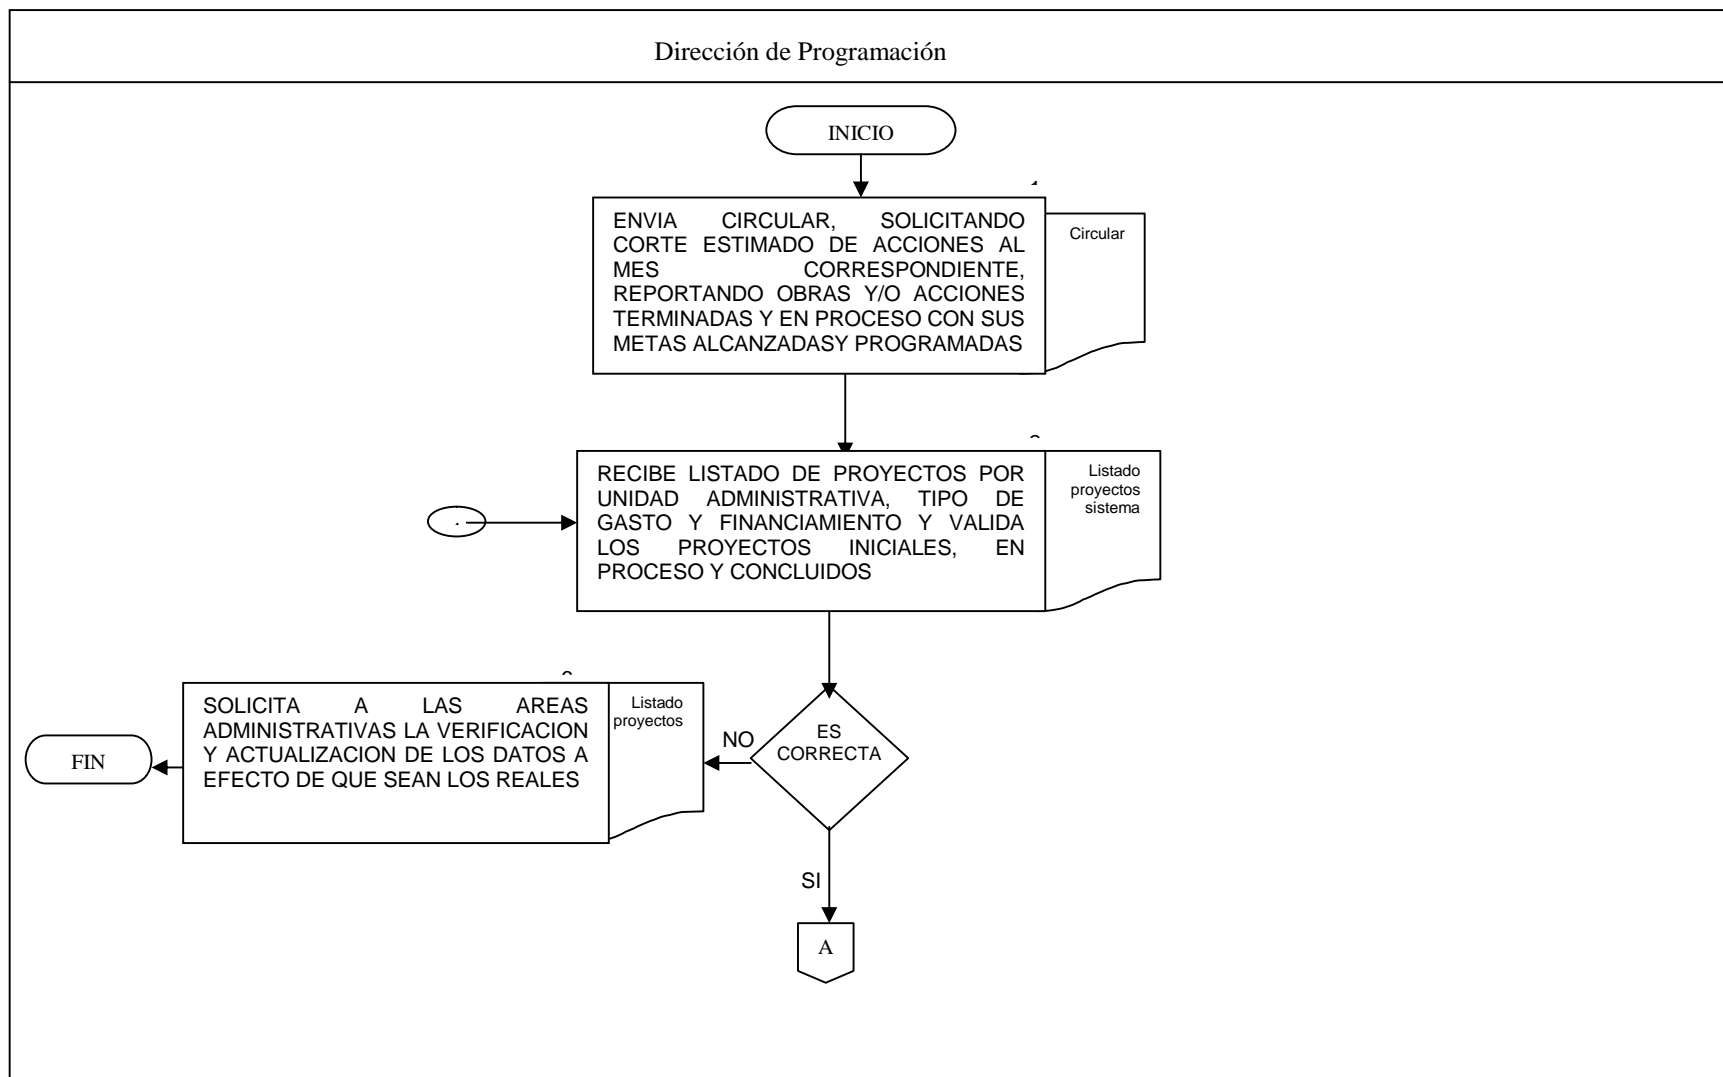 Dirección de Programación
INICIO
ENVIA CIRCULAR, SOLICITANDO
CORTE ESTIMADO DE ACCIONES AL
MES CORRESPONDIENTE,
REPORTANDO OBRAS Y/O ACCIONES
TERMINADAS Y EN PROCESO CON SUS
METAS ALCANZADASY PROGRAMADAS
Circular
RECIBE LISTADO DE PROYECTOS POR
UNIDAD ADMINISTRATIVA, TIPO DE
GASTO Y FINANCIAMIENTO Y VALIDA
LOS PROYECTOS INICIALES, EN
PROCESO Y CONCLUIDOS
Listado
proyectos
sistema
SOLICITA A LAS AREAS
ADMINISTRATIVAS LA VERIFICACION
Y ACTUALIZACION DE LOS DATOS A
EFECTO DE QUE SEAN LOS REALES
Listado
proyectos
FIN
NO
ES
CORRECTA
SI
A